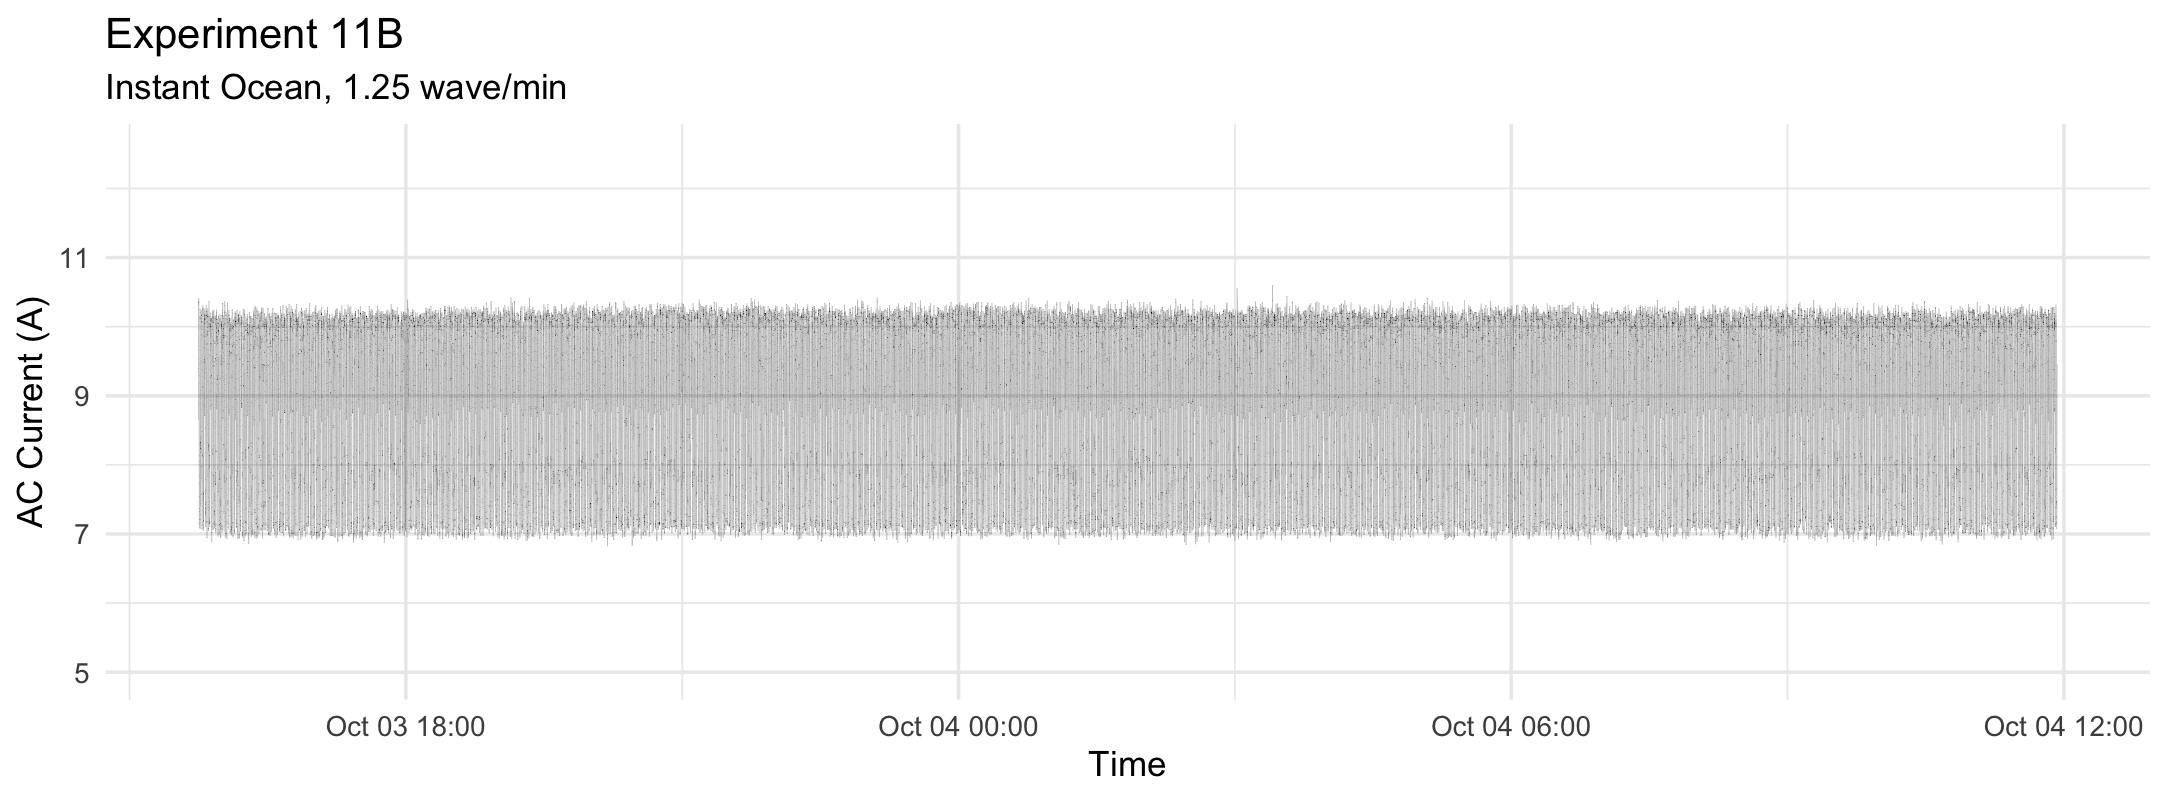 Experiment 11B
Instant Ocean, 1.25 wave/min
AC Current (A)
11
9
7
5
Oct 03 18:00
Oct 04 00:00
Oct 04 06:00
Oct 04 12:00
Time